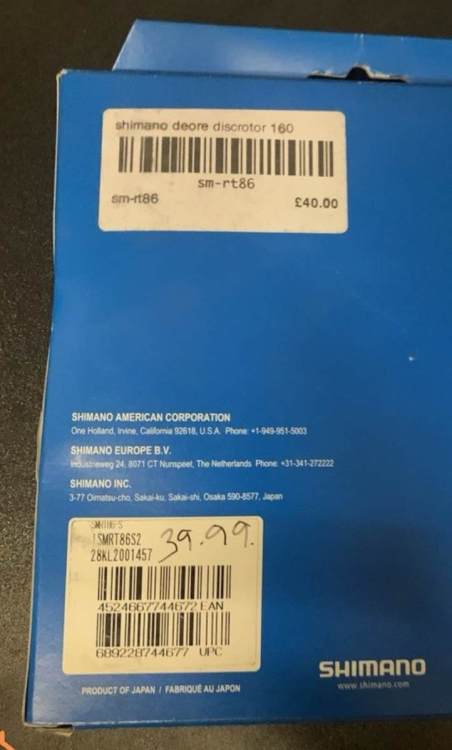 shimano deore discrotor 160
sm-rt86
sm-rt86 £40.00
SHIMANO AMERICAN CORPORATION
One Holland, Irvine, California 92618, U.S.A. Phone: +1-949-951-5003
SHIMANO EUROPE B.V.
Industrieweg 24, 8071 CT Nunspeet, The Netherlands Phone: +31-341-272222
SHIMANO INC.
3-77 Oimatsu-cho, Sakai-ku, Sakai-shi, Osaka 590-8577, Japan
SMRT86-S
ISMRT86S2
28KL2001457
39.99.
4524667744672 EAN
689228744677 UPC
SHIMANO
www.shimano.com
PRODUCT OF JAPAN / FABRIQUÉ AU JAPON